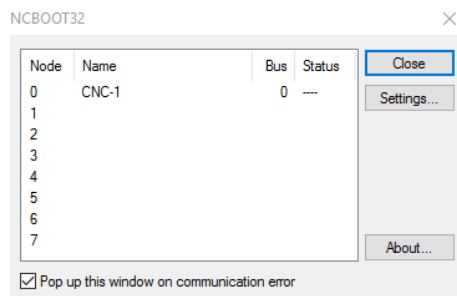 NCBOOT32
Node Name Bus Status Close
0 CNC-1 0 ---- Settings...
1
2
3
4
5
6
7 About...
Pop up this window on communication error